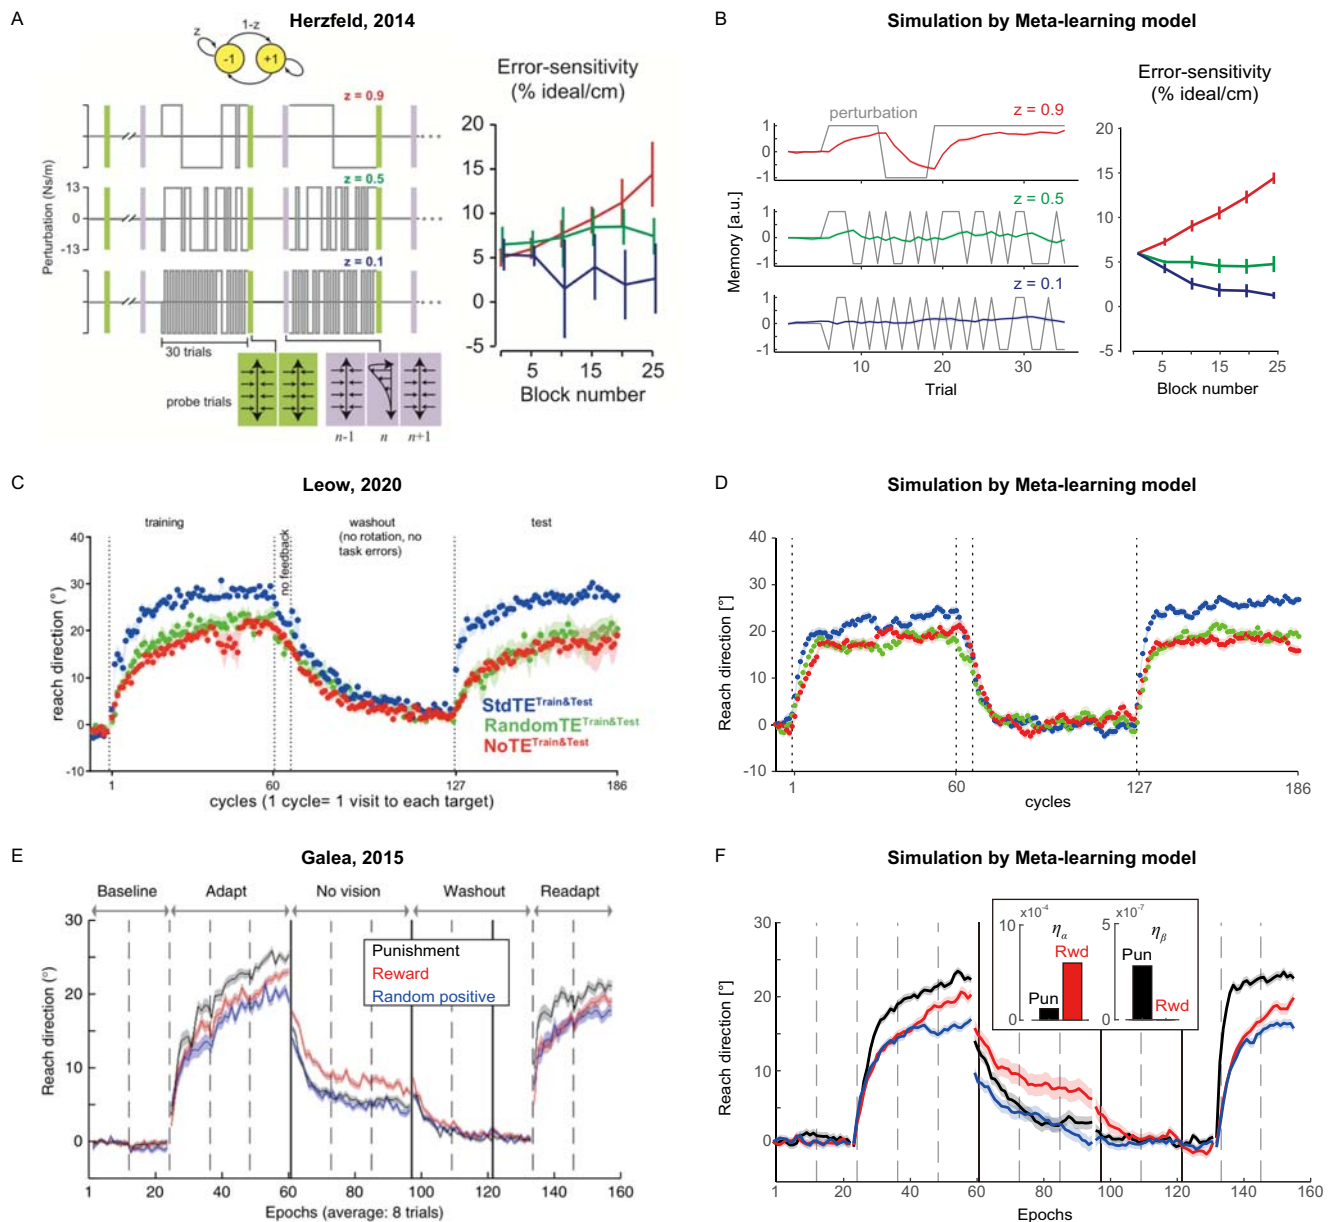 A
Herzfeld, 2014
z
1-z
-1
+1
z = 0.9
z = 0.5
z = 0.1
Perturbation (Ns/m)
13
0
-13
30 trials
probe trials
n-1
n
n+1
Error-sensitivity
(% ideal/cm)
20
15
10
5
0
-5
5
15
25
Block number
B
Simulation by Meta-learning model
perturbation
z = 0.9
1
0
-1
z = 0.5
1
0
-1
z = 0.1
1
0
-1
Memory [a.u.]
10
20
30
Trial
Error-sensitivity
(% ideal/cm)
20
15
10
5
0
-5
5
10
15
20
25
Block number
C
Leow, 2020
training
no feedback
washout
(no rotation, no
task errors)
test
reach direction (°)
40
30
20
10
0
-10
StdTE^Train&Test
RandomTE^Train&Test
NoTE^Train&Test
1
60
127
186
cycles (1 cycle= 1 visit to each target)
D
Simulation by Meta-learning model
Reach direction [°]
40
30
20
10
0
-10
1
60
127
186
cycles
E
Galea, 2015
Baseline
Adapt
No vision
Washout
Readapt
Reach direction (°)
30
20
10
0
Punishment
Reward
Random positive
1
20
40
60
80
100
120
140
160
Epochs (average: 8 trials)
F
Simulation by Meta-learning model
Reach direction [°]
30
20
10
0
x10-4
10
0
ηα
Pun
Rwd
x10-7
5
0
ηβ
Pun
Rwd
1
20
40
60
80
100
120
140
160
Epochs